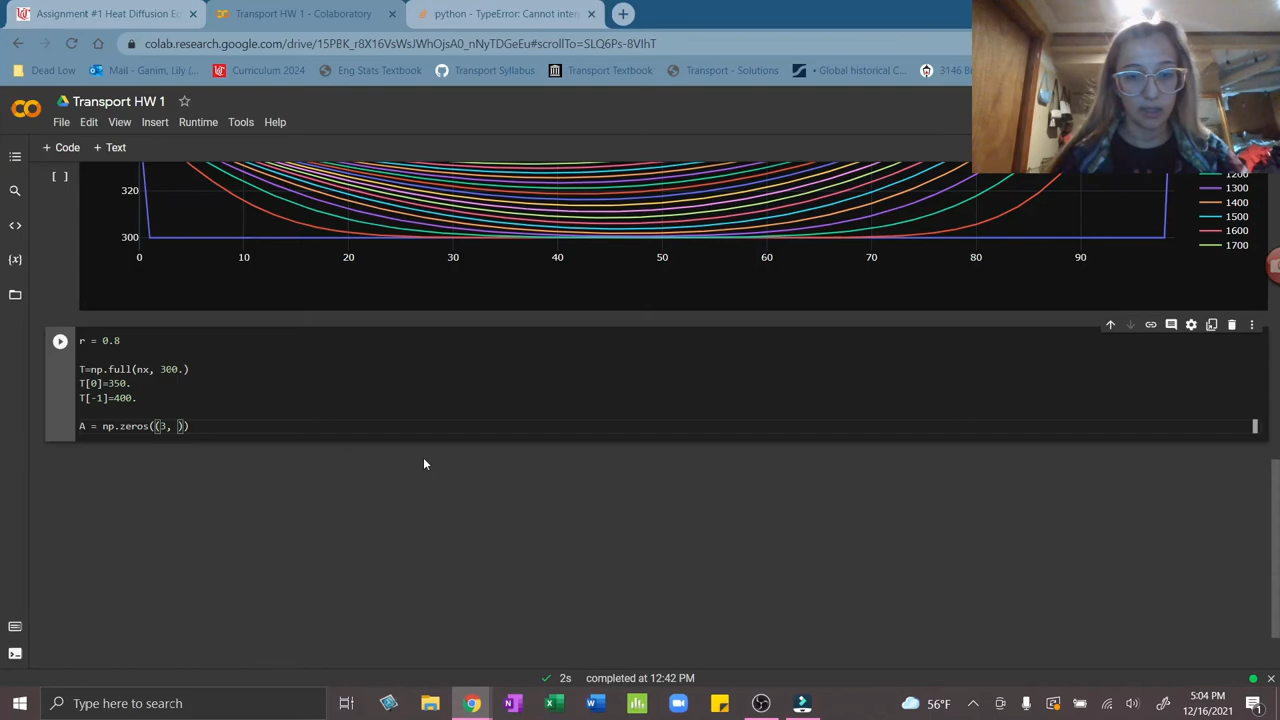 Assignment #1 Heat Diffusion Eq
Transport HW 1 - Colaboratory
python - TypeError: Cannot inter
colab.research.google.com/drive/15PBK_r8X16VsWsJWhOjsA0_nNyTDGeEu#scrollTo=SLQ6Ps-8VIhT
Dead Low
Mail - Ganim, Lily (...
Curriculum 2024
Eng Stats Textbook
Transport Syllabus
Transport Textbook
Transport - Solutions
• Global historical C...
3146 B
Transport HW 1
File Edit View Insert Runtime Tools Help
+ Code + Text
[ ]
320
300
0 10 20 30 40 50 60 70 80 90
1200
1300
1400
1500
1600
1700
r = 0.8
T=np.full(nx, 300.)
T[0]=350.
T[-1]=400.
A = np.zeros((3, ))
2s completed at 12:42 PM
Type here to search
56°F
5:04 PM
12/16/2021